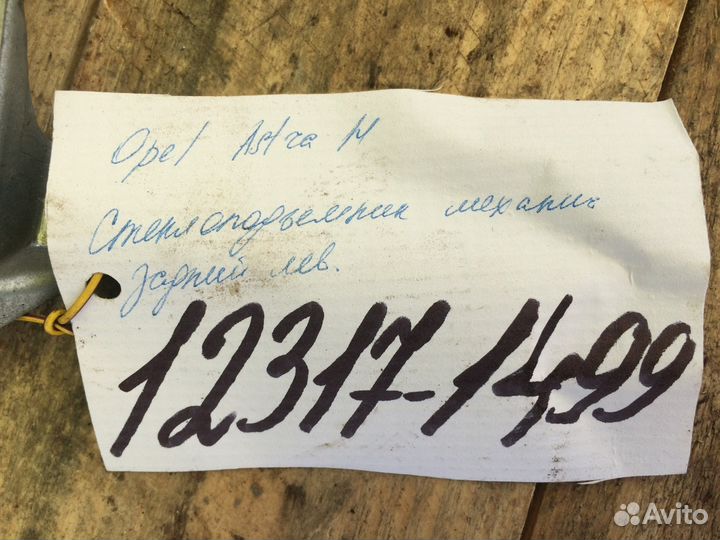 Opel Astra H
Стеклоподъемник механич
задний лев.
12317-1499
Avito